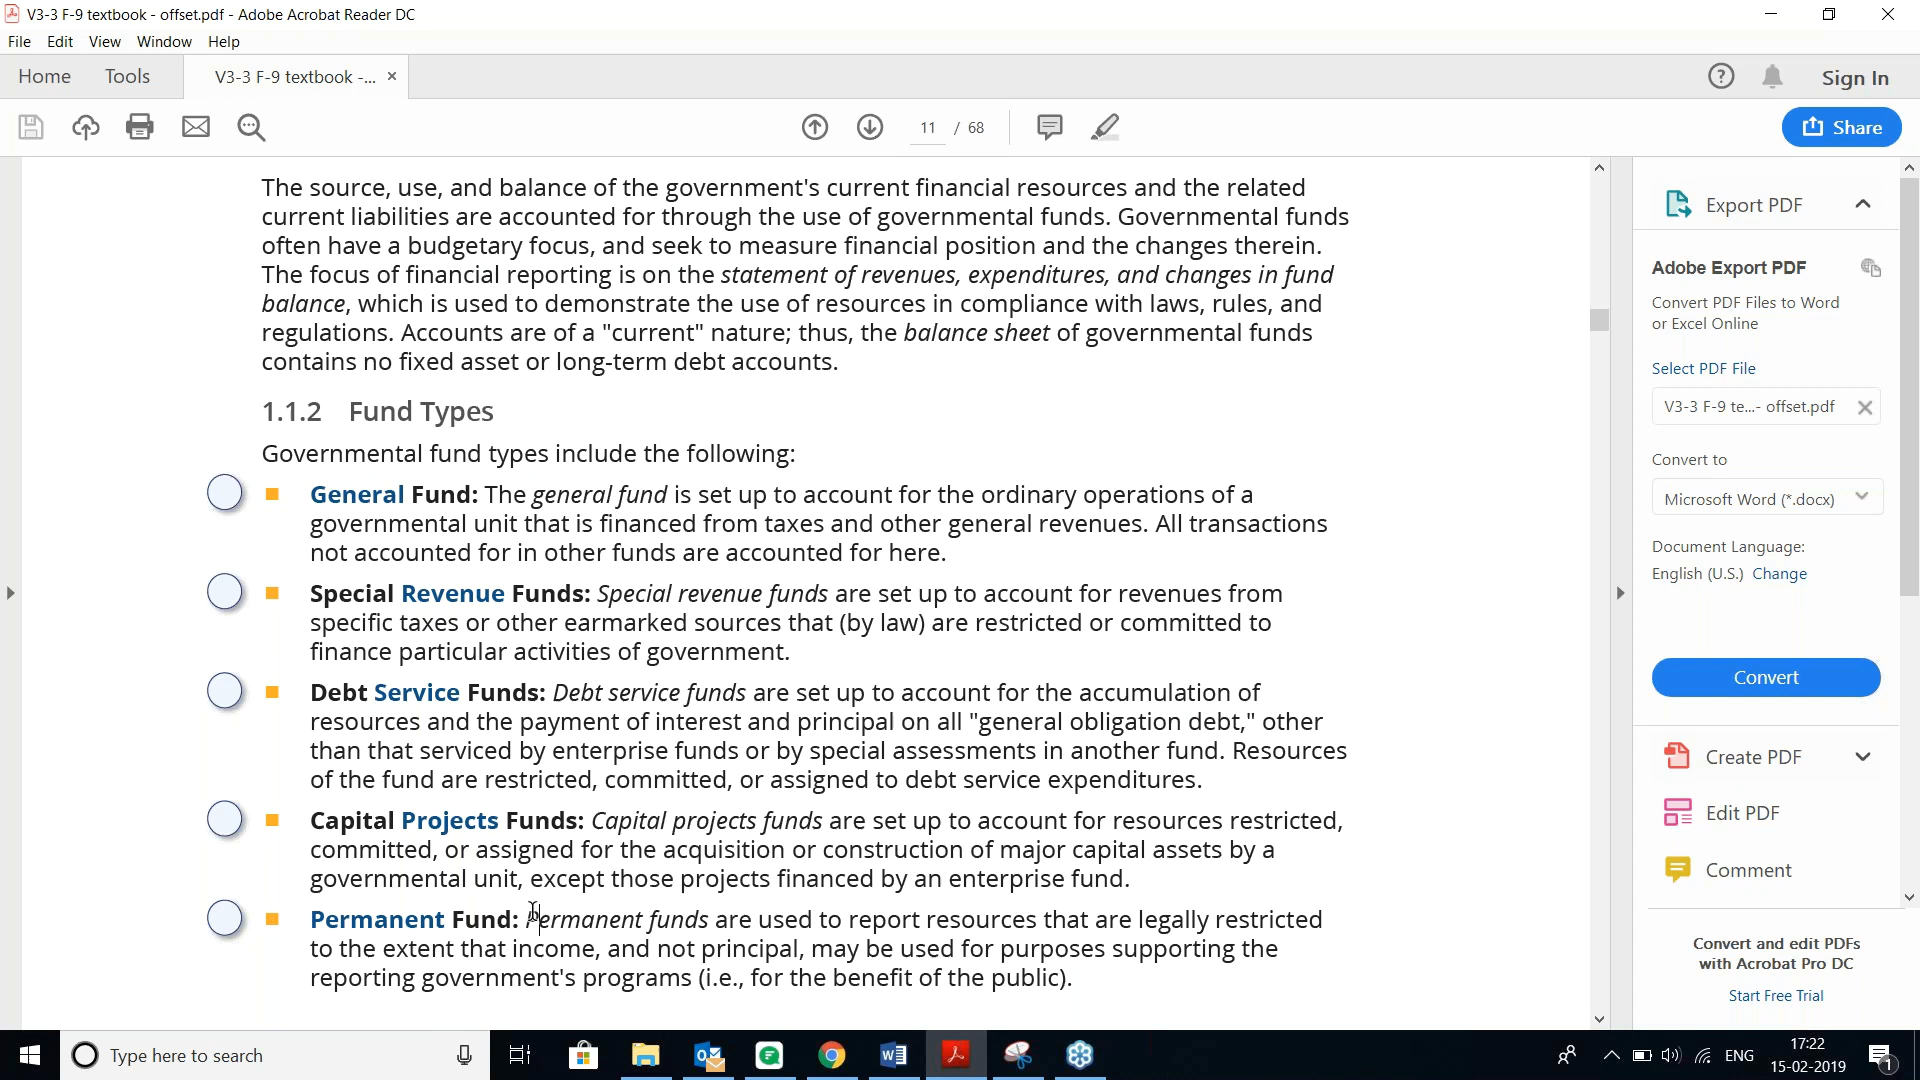 V3-3 F-9 textbook - offset.pdf - Adobe Acrobat Reader DC
File Edit View Window Help
Home Tools V3-3 F-9 textbook -... × Sign In
11 / 68 Share
The source, use, and balance of the government's current financial resources and the related
current liabilities are accounted for through the use of governmental funds. Governmental funds
often have a budgetary focus, and seek to measure financial position and the changes therein.
The focus of financial reporting is on the statement of revenues, expenditures, and changes in fund
balance, which is used to demonstrate the use of resources in compliance with laws, rules, and
regulations. Accounts are of a "current" nature; thus, the balance sheet of governmental funds
contains no fixed asset or long-term debt accounts.
1.1.2 Fund Types
Governmental fund types include the following:
General Fund: The general fund is set up to account for the ordinary operations of a
governmental unit that is financed from taxes and other general revenues. All transactions
not accounted for in other funds are accounted for here.
Special Revenue Funds: Special revenue funds are set up to account for revenues from
specific taxes or other earmarked sources that (by law) are restricted or committed to
finance particular activities of government.
Debt Service Funds: Debt service funds are set up to account for the accumulation of
resources and the payment of interest and principal on all "general obligation debt," other
than that serviced by enterprise funds or by special assessments in another fund. Resources
of the fund are restricted, committed, or assigned to debt service expenditures.
Capital Projects Funds: Capital projects funds are set up to account for resources restricted,
committed, or assigned for the acquisition or construction of major capital assets by a
governmental unit, except those projects financed by an enterprise fund.
Permanent Fund: Permanent funds are used to report resources that are legally restricted
to the extent that income, and not principal, may be used for purposes supporting the
reporting government's programs (i.e., for the benefit of the public).
Export PDF
Adobe Export PDF
Convert PDF Files to Word
or Excel Online
Select PDF File
V3-3 F-9 te...- offset.pdf
Convert to
Microsoft Word (*.docx)
Document Language:
English (U.S.) Change
Convert
Create PDF
Edit PDF
Comment
Convert and edit PDFs
with Acrobat Pro DC
Start Free Trial
Type here to search
ENG
17:22
15-02-2019
1